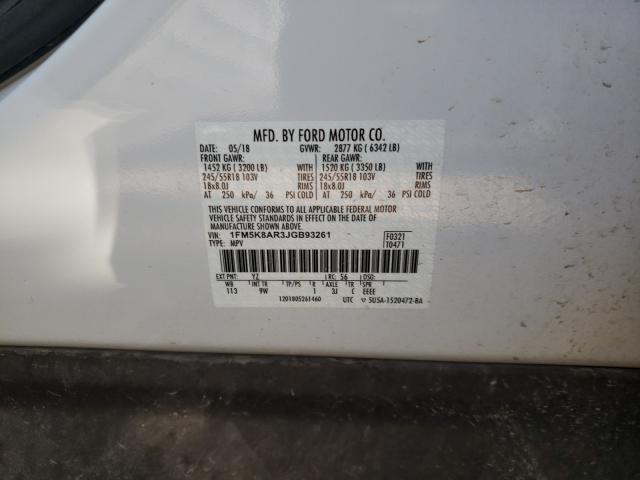 MFD. BY FORD MOTOR CO.
DATE: 05/18 GVWR: 2877 KG ( 6342 LB)
FRONT GAWR: REAR GAWR:
1452 KG ( 3200 LB) WITH 1520 KG ( 3350 LB) WITH
245/55R18 103V TIRES 245/55R18 103V TIRES
18x8.0J RIMS 18x8.0J RIMS
AT 250 kPa/ 36 PSI COLD AT 250 kPa/ 36 PSI COLD
THIS VEHICLE CONFORMS TO ALL APPLICABLE FEDERAL MOTOR
VEHICLE SAFETY STANDARDS IN EFFECT ON THE DATE OF
MANUFACTURE SHOWN ABOVE.
VIN: 1FM5K8AR3JGB93261 F0321
TYPE: MPV T0471
EXT PNT: YZ RC: 56 DSO:
WB INT TR TP/PS R AXLE TR SPR
113 9W 1 3J C EEEE
1201805261460 UTC 5U5A-1520472-BA